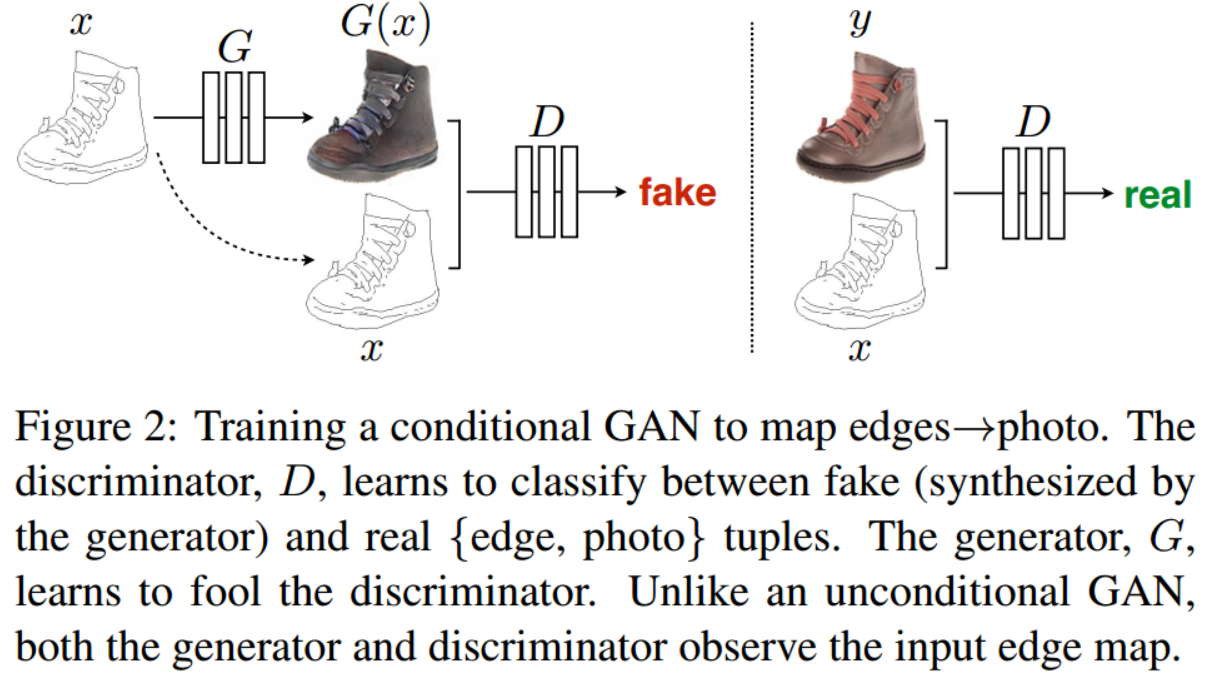 x
G
G(x)
D
fake
x
y
D
real
x
Figure 2: Training a conditional GAN to map edges→photo. The
discriminator, D, learns to classify between fake (synthesized by
the generator) and real {edge, photo} tuples. The generator, G,
learns to fool the discriminator. Unlike an unconditional GAN,
both the generator and discriminator observe the input edge map.